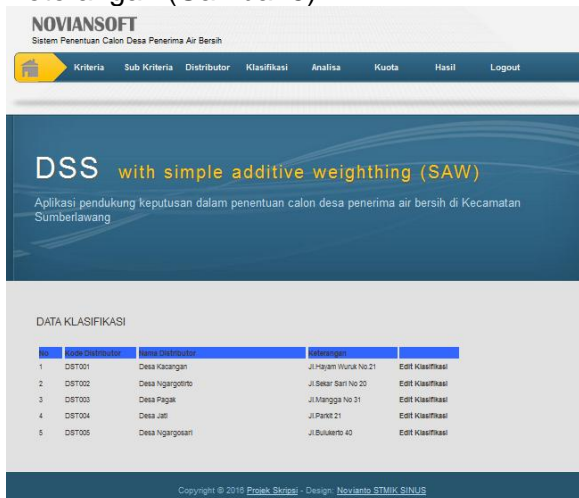 NOVIANSOFT
Sistem Penentuan Calon Desa Penerima Air Bersih
Kriteria Sub Kriteria Distributor Klasifikasi Analisa Kuota Hasil Logout
DSS with simple additive weighthing (SAW)
Aplikasi pendukung keputusan dalam penentuan calon desa penerima air bersih di Kecamatan
Sumberlawang
DATA KLASIFIKASI
No Kode Distributor Nama Distributor Keterangan
1 DST001 Desa Kacangan Jl.Hayam Wuruk No.21 Edit Klasifikasi
2 DST002 Desa Ngargotirto Jl.Sekar Sari No 20 Edit Klasifikasi
3 DST003 Desa Pagak Jl.Mangga No 31 Edit Klasifikasi
4 DST004 Desa Jati Jl.Parkit 21 Edit Klasifikasi
5 DST005 Desa Ngargosari Jl.Bulukerto 40 Edit Klasifikasi
Copyright © 2016 Projek Skripsi - Design: Novianto STMIK SINUS